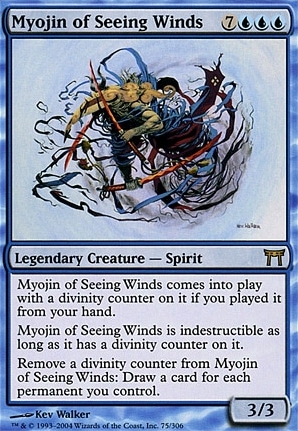 Myojin of Seeing Winds 7
Kev Walker
Legendary Creature — Spirit
Myojin of Seeing Winds comes into play
with a divinity counter on it if you played it
from your hand.
Myojin of Seeing Winds is indestructible as
long as it has a divinity counter on it.
Remove a divinity counter from Myojin
of Seeing Winds: Draw a card for each
permanent you control.
Kev Walker
™ & © 1993–2004 Wizards of the Coast, Inc. 75/306
3/3